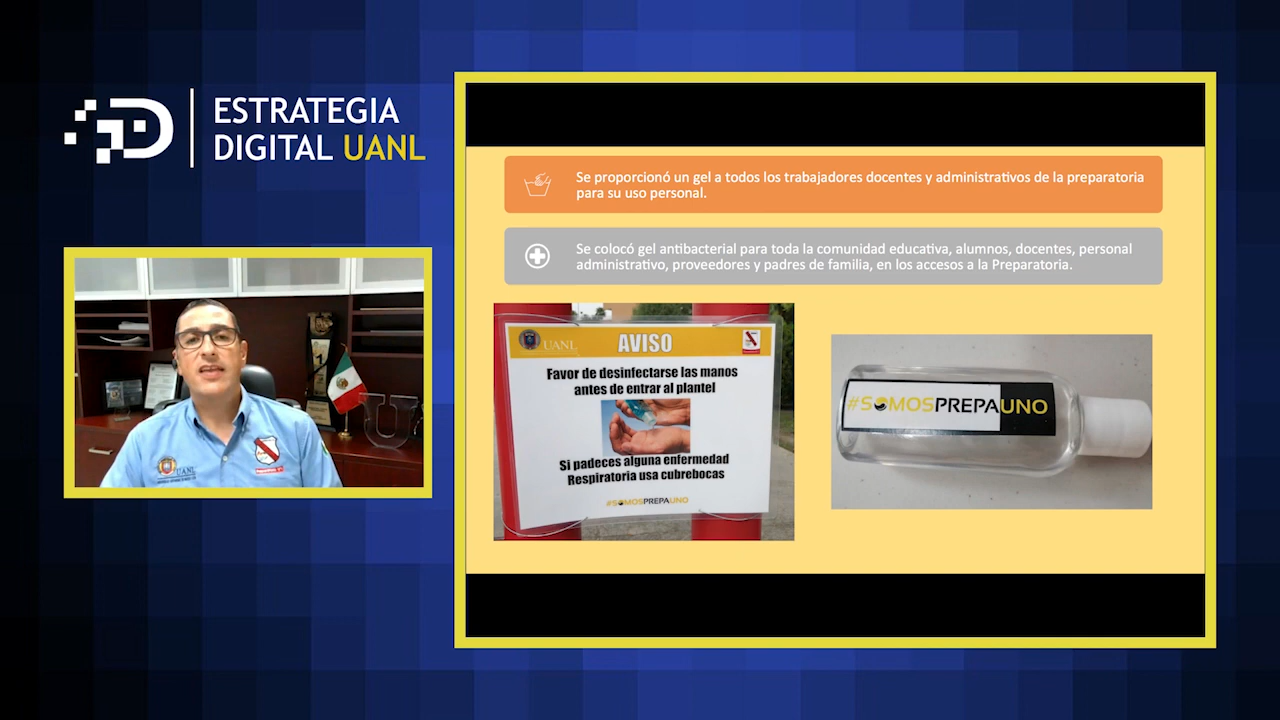 ESTRATEGIA
DIGITAL UANL
Se proporcionó un gel a todos los trabajadores docentes y administrativos de la preparatoria
para su uso personal.
Se colocó gel antibacterial para toda la comunidad educativa, alumnos, docentes, personal
administrativo, proveedores y padres de familia, en los accesos a la Preparatoria.
UANL
AVISO
Favor de desinfectarse las manos
antes de entrar al plantel
Si padeces alguna enfermedad
Respiratoria usa cubrebocas
#SOMOSPREPAUNO
#SOMOSPREPAUNO
UANL